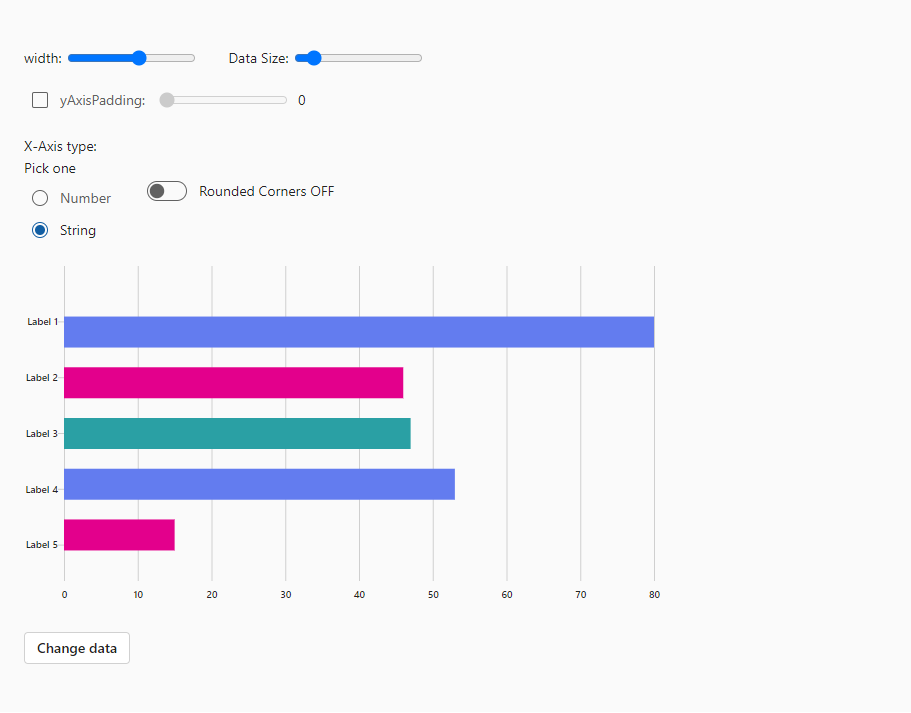 width: Data Size:
yAxisPadding: 0
X-Axis type:
Pick one
Number
Rounded Corners OFF
String
Label 1
Label 2
Label 3
Label 4
Label 5
0 10 20 30 40 50 60 70 80
Change data